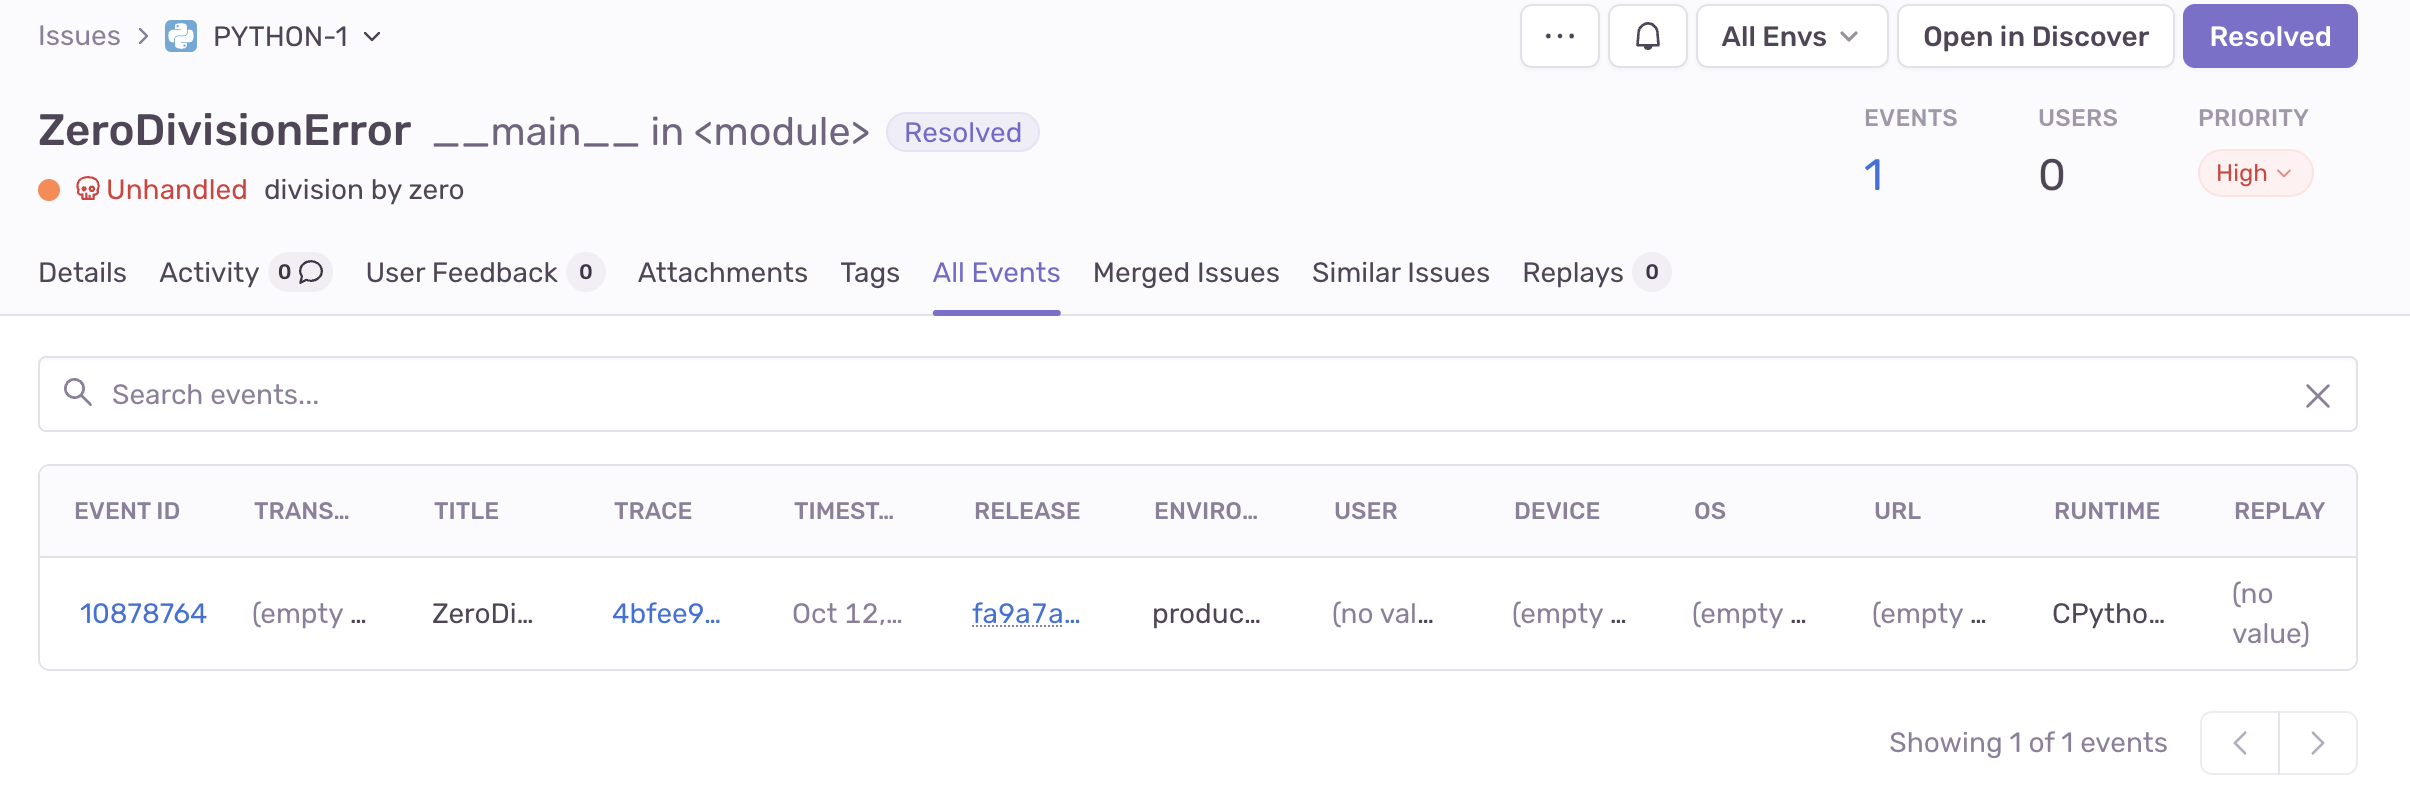 Issues > PYTHON-1
... All Envs Open in Discover Resolved
ZeroDivisionError __main__ in <module> Resolved
EVENTS USERS PRIORITY
1 0 High
Unhandled division by zero
Details Activity 0 User Feedback 0 Attachments Tags All Events Merged Issues Similar Issues Replays 0
Search events...
EVENT ID TRANS... TITLE TRACE TIMEST... RELEASE ENVIRO... USER DEVICE OS URL RUNTIME REPLAY
10878764 (empty ... ZeroDi... 4bfee9... Oct 12,... fa9a7a... produc... (no val... (empty ... (empty ... (empty ... CPytho... (no
value)
Showing 1 of 1 events